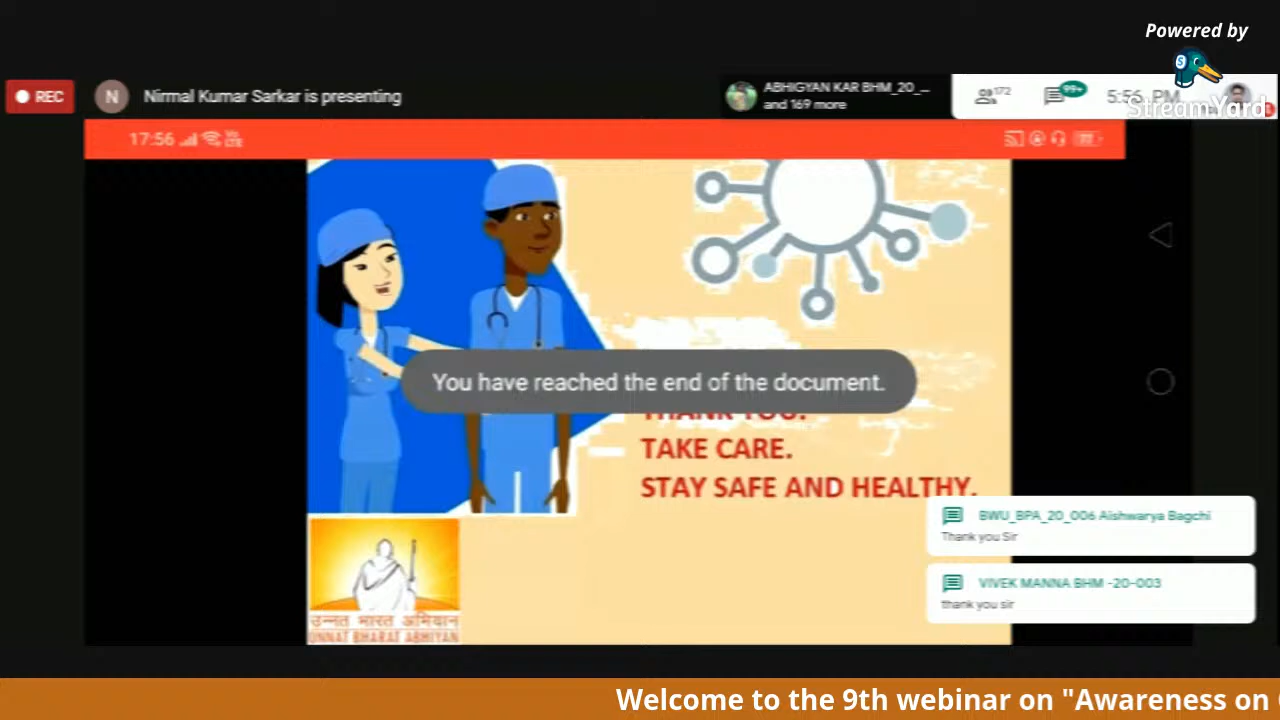 Powered by
StreamYard
REC
N
Nirmal Kumar Sarkar is presenting
ABHIGYAN KAR BHM_20_...
and 169 more
172
99+
5:56 PM
17:56
You have reached the end of the document.
THANK YOU.
TAKE CARE.
STAY SAFE AND HEALTHY.
BWU_BPA_20_006 Aishwarya Bagchi
Thank you Sir
VIVEK MANNA BHM -20-003
thank you sir
उन्नत भारत अभियान
UNNAT BHARAT ABHIYAN
Welcome to the 9th webinar on "Awareness on